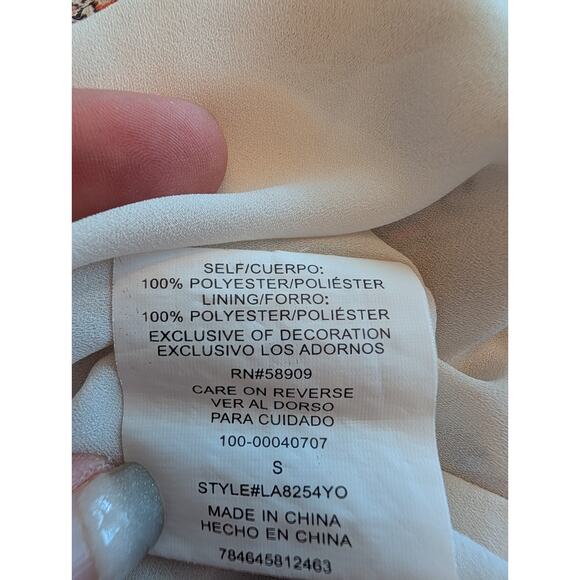 SELF/CUERPO:
100% POLYESTER/POLIÉSTER
LINING/FORRO:
100% POLYESTER/POLIÉSTER
EXCLUSIVE OF DECORATION
EXCLUSIVO LOS ADORNOS
RN#58909
CARE ON REVERSE
VER AL DORSO
PARA CUIDADO
100-00040707
S
STYLE#LA8254YO
MADE IN CHINA
HECHO EN CHINA
784645812463